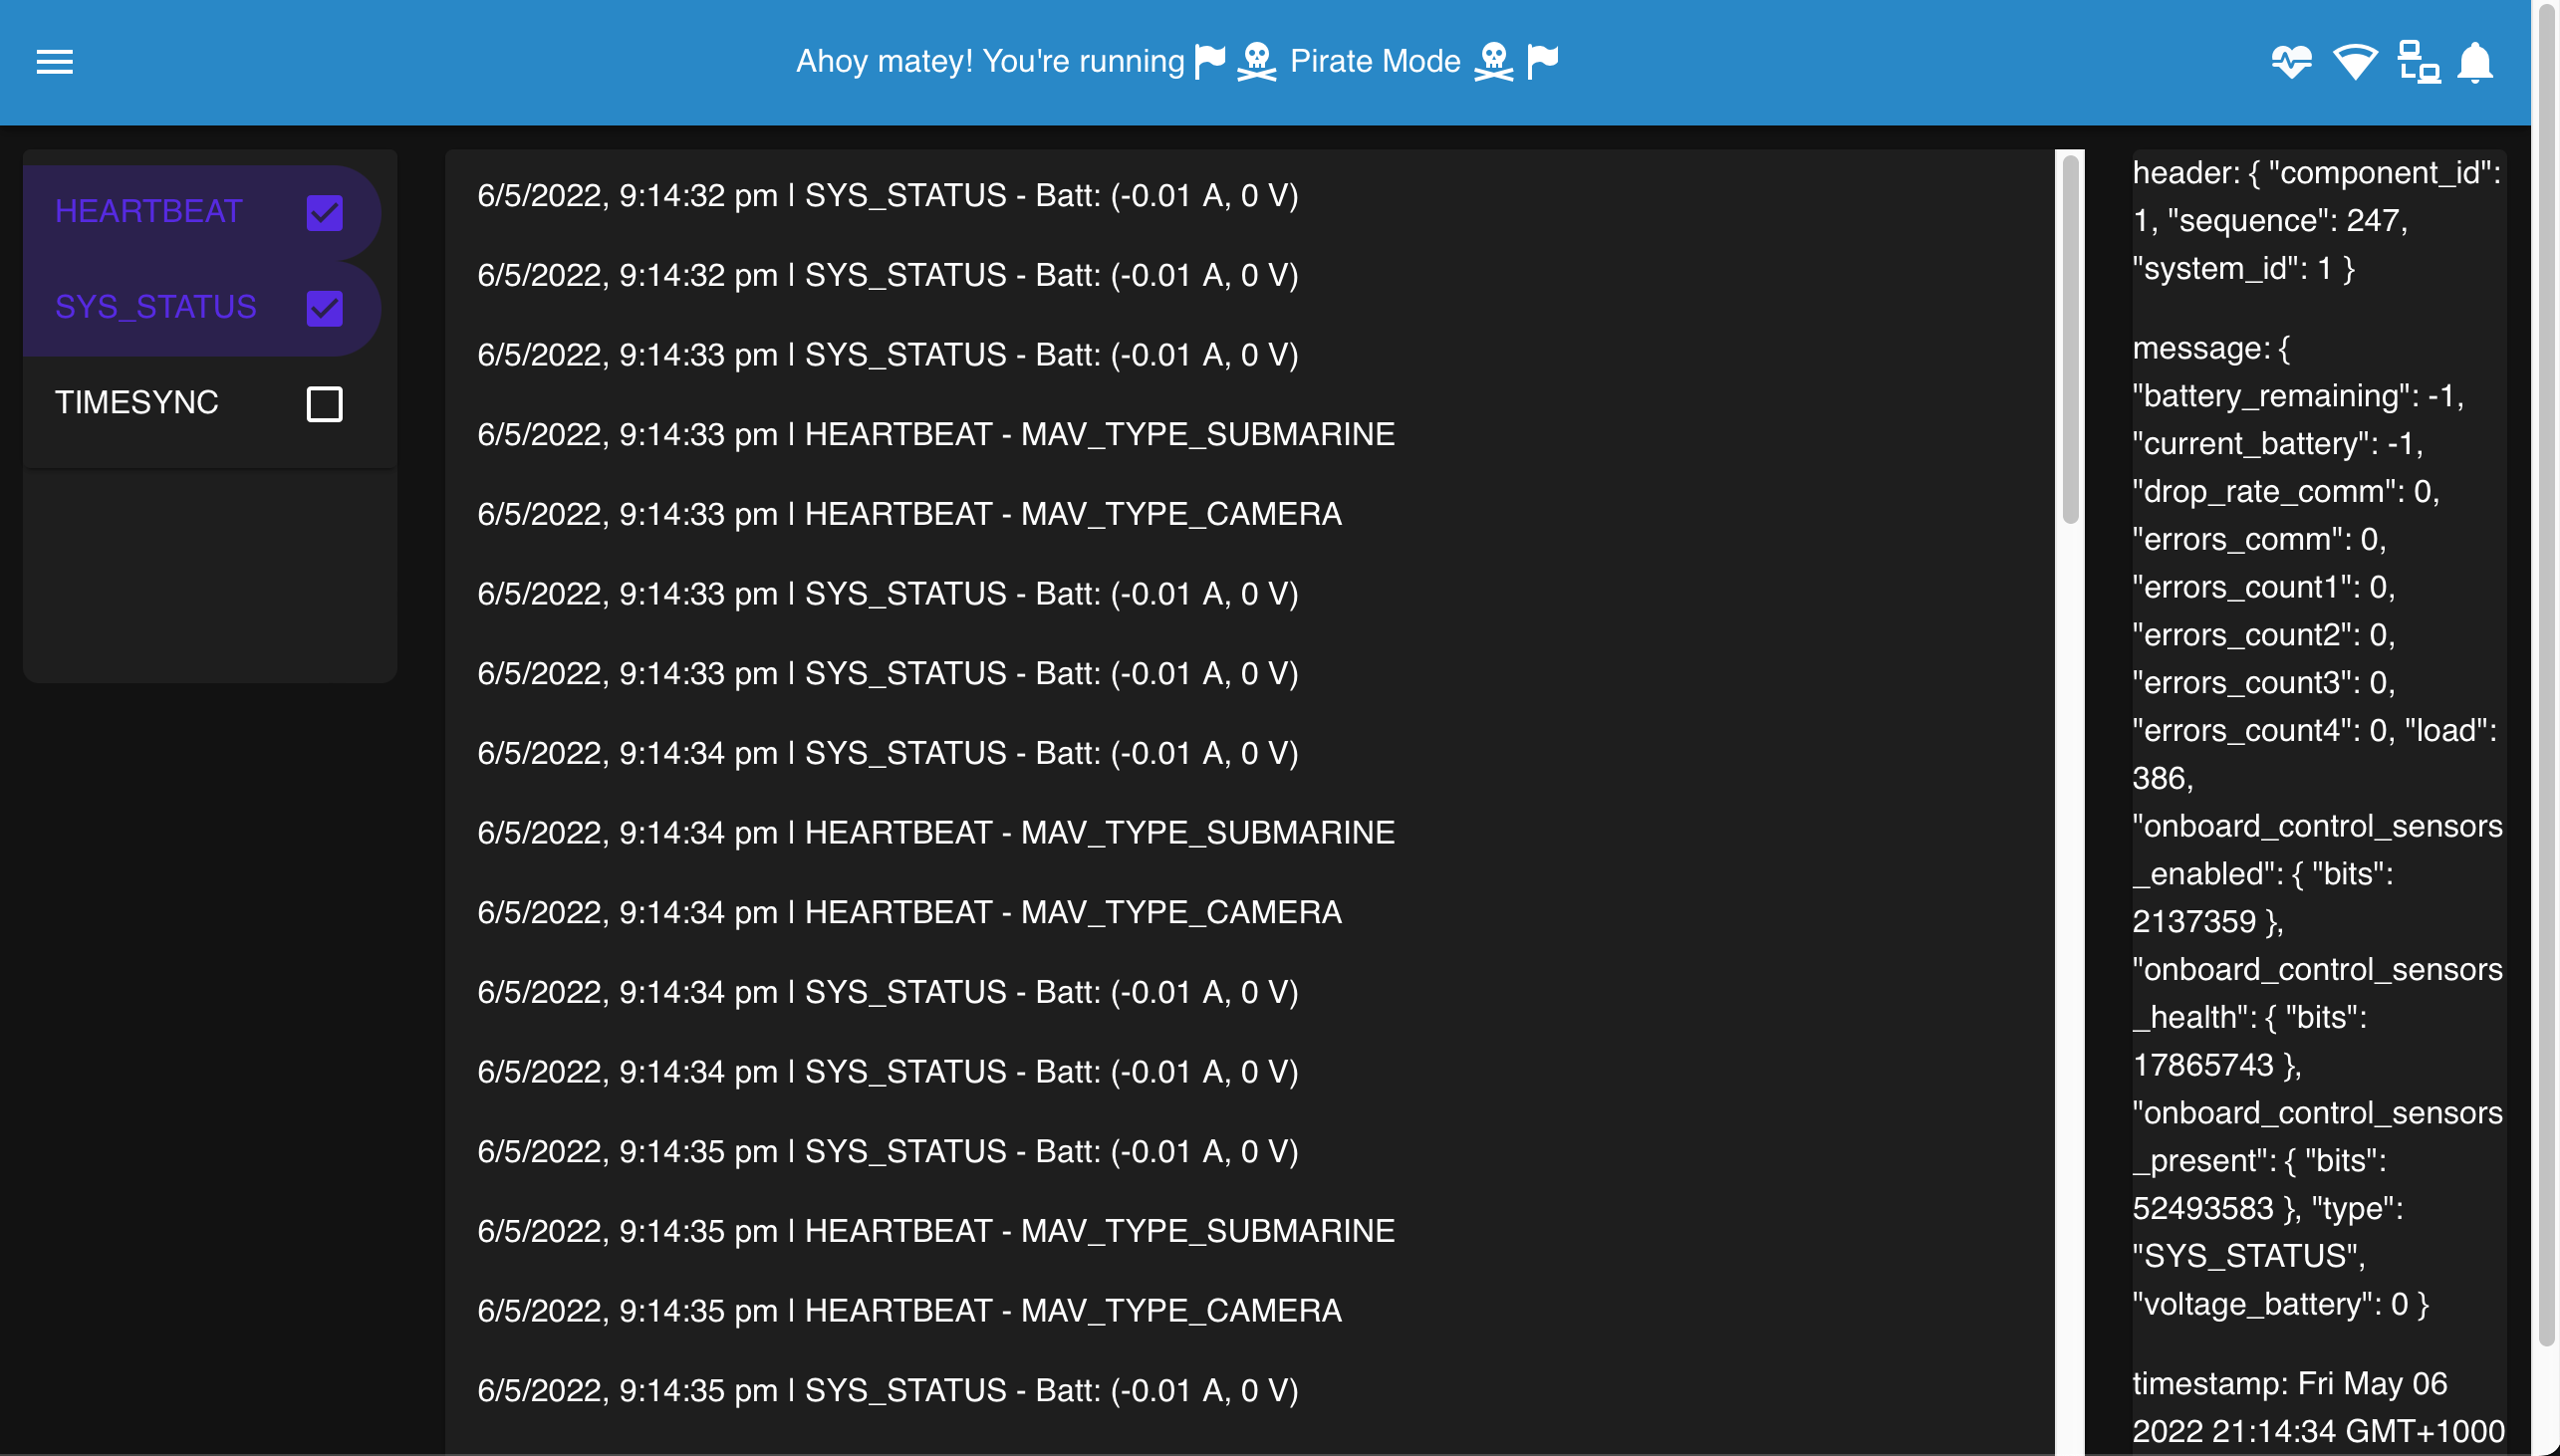 Ahoy matey! You're running Pirate Mode
HEARTBEAT
SYS_STATUS
TIMESYNC
6/5/2022, 9:14:32 pm | SYS_STATUS - Batt: (-0.01 A, 0 V)
6/5/2022, 9:14:32 pm | SYS_STATUS - Batt: (-0.01 A, 0 V)
6/5/2022, 9:14:33 pm | SYS_STATUS - Batt: (-0.01 A, 0 V)
6/5/2022, 9:14:33 pm | HEARTBEAT - MAV_TYPE_SUBMARINE
6/5/2022, 9:14:33 pm | HEARTBEAT - MAV_TYPE_CAMERA
6/5/2022, 9:14:33 pm | SYS_STATUS - Batt: (-0.01 A, 0 V)
6/5/2022, 9:14:33 pm | SYS_STATUS - Batt: (-0.01 A, 0 V)
6/5/2022, 9:14:34 pm | SYS_STATUS - Batt: (-0.01 A, 0 V)
6/5/2022, 9:14:34 pm | HEARTBEAT - MAV_TYPE_SUBMARINE
6/5/2022, 9:14:34 pm | HEARTBEAT - MAV_TYPE_CAMERA
6/5/2022, 9:14:34 pm | SYS_STATUS - Batt: (-0.01 A, 0 V)
6/5/2022, 9:14:34 pm | SYS_STATUS - Batt: (-0.01 A, 0 V)
6/5/2022, 9:14:35 pm | SYS_STATUS - Batt: (-0.01 A, 0 V)
6/5/2022, 9:14:35 pm | HEARTBEAT - MAV_TYPE_SUBMARINE
6/5/2022, 9:14:35 pm | HEARTBEAT - MAV_TYPE_CAMERA
6/5/2022, 9:14:35 pm | SYS_STATUS - Batt: (-0.01 A, 0 V)
header: { "component_id":
1, "sequence": 247,
"system_id": 1 }
message: {
"battery_remaining": -1,
"current_battery": -1,
"drop_rate_comm": 0,
"errors_comm": 0,
"errors_count1": 0,
"errors_count2": 0,
"errors_count3": 0,
"errors_count4": 0, "load":
386,
"onboard_control_sensors
_enabled": { "bits":
2137359 },
"onboard_control_sensors
_health": { "bits":
17865743 },
"onboard_control_sensors
_present": { "bits":
52493583 }, "type":
"SYS_STATUS",
"voltage_battery": 0 }
timestamp: Fri May 06
2022 21:14:34 GMT+1000